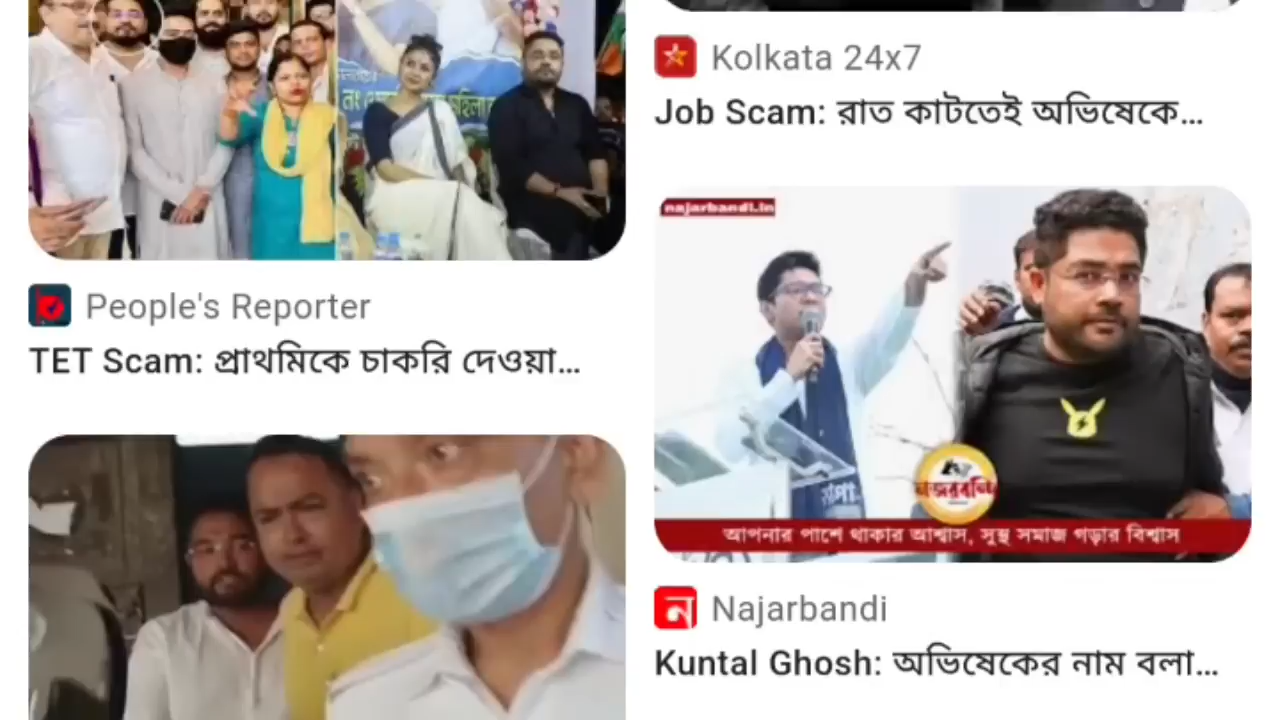 People's Reporter
TET Scam: প্রাথমিকে চাকরি দেওয়া...
Kolkata 24x7
Job Scam: রাত কাটতেই অভিষেকে...
najarbandi.in
নজরবন্দি
আপনার পাশে থাকার আশ্বাস, সুস্থ সমাজ গড়ার বিশ্বাস
Najarbandi
Kuntal Ghosh: অভিষেকের নাম বলা...